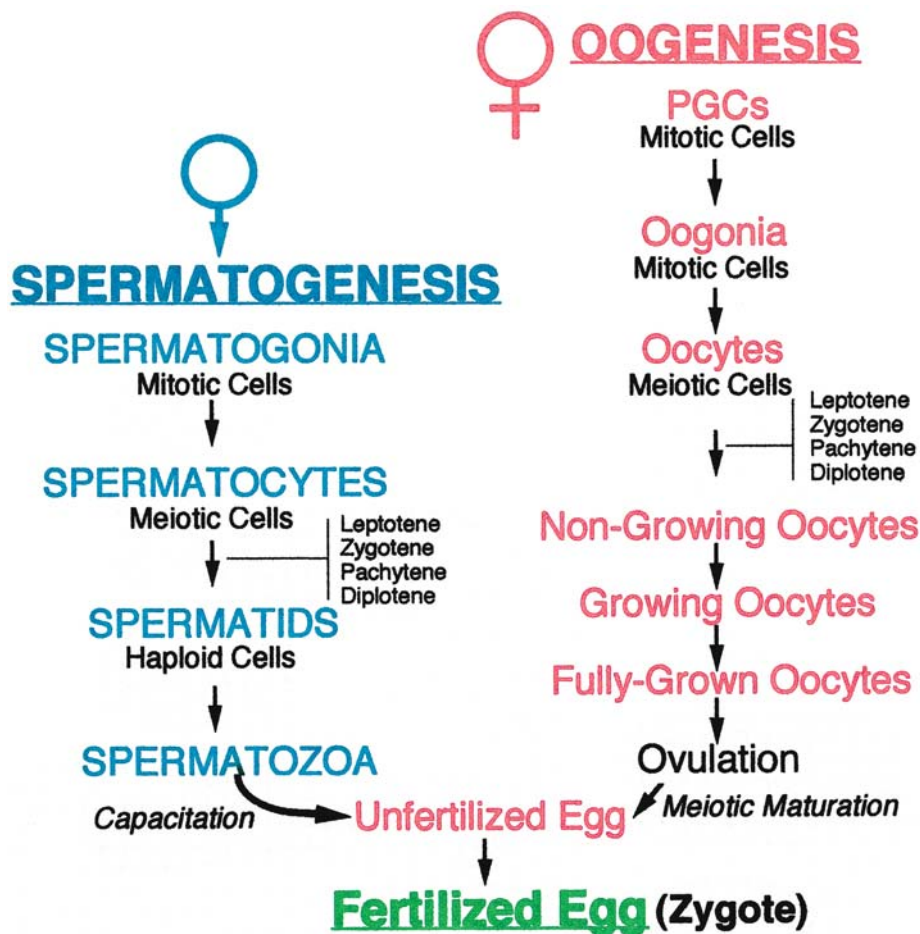 OOGENESIS
PGCs
Mitotic Cells
Oogonia
Mitotic Cells
Oocytes
Meiotic Cells
Leptotene
Zygotene
Pachytene
Diplotene
Non-Growing Oocytes
Growing Oocytes
Fully-Grown Oocytes
Ovulation
Meiotic Maturation
SPERMATOGENESIS
SPERMATOGONIA
Mitotic Cells
SPERMATOCYTES
Meiotic Cells
Leptotene
Zygotene
Pachytene
Diplotene
SPERMATIDS
Haploid Cells
SPERMATOZOA
Capacitation
Unfertilized Egg
Fertilized Egg (Zygote)